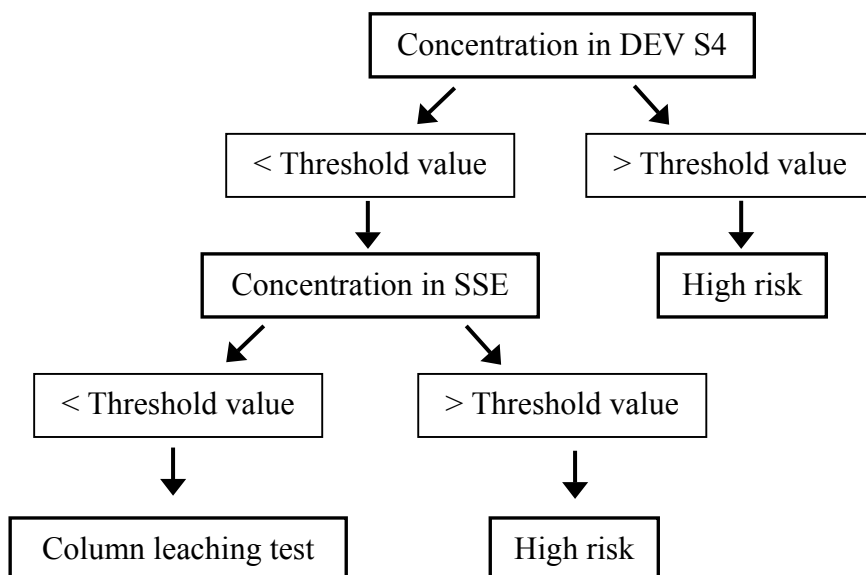 Concentration in DEV S4
< Threshold value
> Threshold value
Concentration in SSE
High risk
< Threshold value
> Threshold value
Column leaching test
High risk